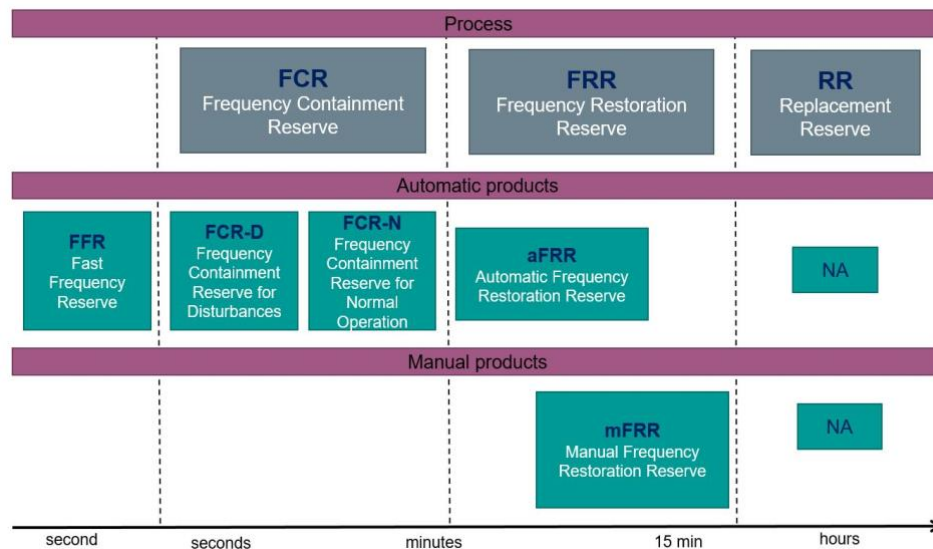 Process
FCR
Frequency Containment
Reserve
FRR
Frequency Restoration
Reserve
RR
Replacement
Reserve
Automatic products
FFR
Fast
Frequency
Reserve
FCR-D
Frequency
Containment
Reserve for
Disturbances
FCR-N
Frequency
Containment
Reserve for
Normal
Operation
aFRR
Automatic Frequency
Restoration Reserve
NA
Manual products
mFRR
Manual Frequency
Restoration Reserve
NA
second
seconds
minutes
15 min
hours